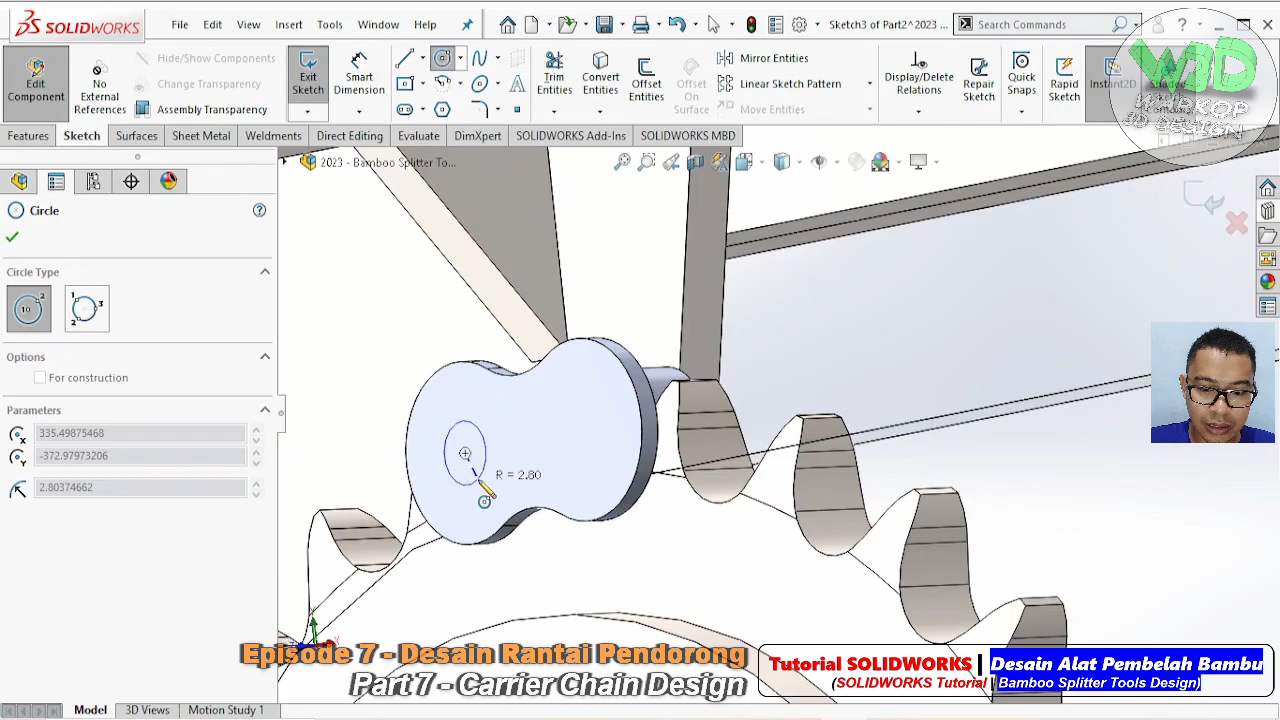 SOLIDWORKS
File Edit View Insert Tools Window Help
Sketch3 of Part2^2023 ...
Search Commands
Edit Component
No External References
Hide/Show Components
Change Transparency
Assembly Transparency
Exit Sketch
Smart Dimension
Trim Entities
Convert Entities
Offset Entities
Offset On Surface
Mirror Entities
Linear Sketch Pattern
Move Entities
Display/Delete Relations
Repair Sketch
Quick Snaps
Rapid Sketch
Instant2D
WORKOP
3D DESIGN
Features Sketch Surfaces Sheet Metal Weldments Direct Editing Evaluate DimXpert SOLIDWORKS Add-Ins SOLIDWORKS MBD
2023 - Bamboo Splitter To...
Circle
Circle Type
Options
For construction
Parameters
335.49875468
-372.97973206
2.80374662
R = 2.80
Episode 7 - Desain Rantai Pendorong
Part 7 - Carrier Chain Design
Tutorial SOLIDWORKS | Desain Alat Pembelah Bambu
(SOLIDWORKS Tutorial | Bamboo Splitter Tools Design)
Model 3D Views Motion Study 1